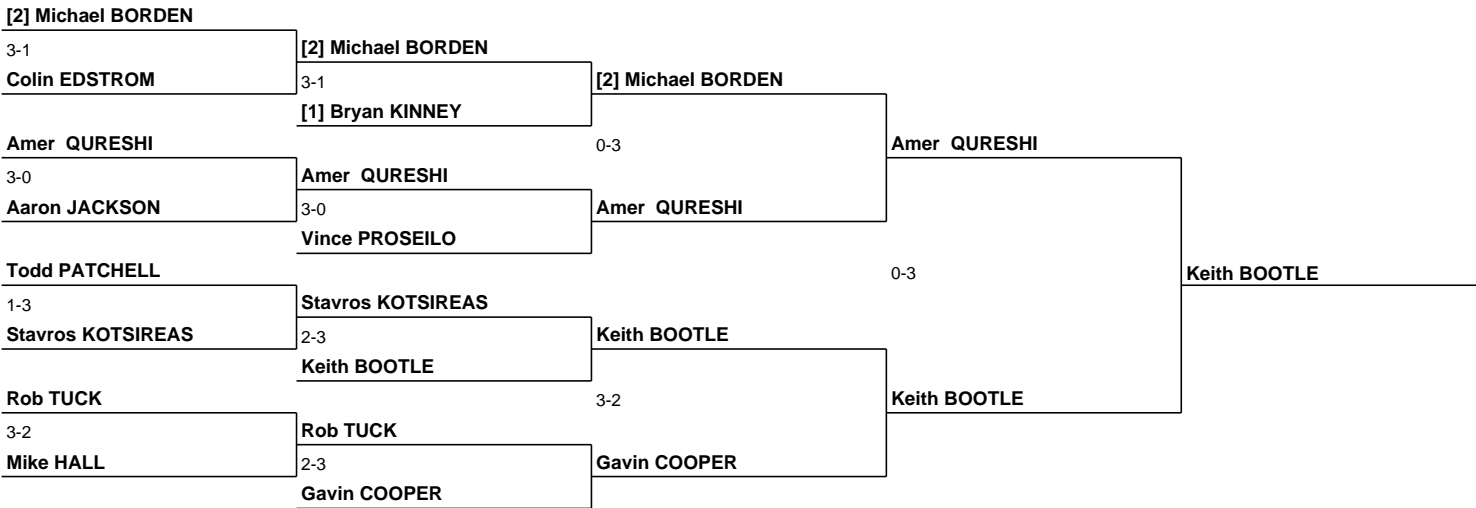 [2] Michael BORDEN
3-1
[2] Michael BORDEN
Colin EDSTROM
3-1
[2] Michael BORDEN
[1] Bryan KINNEY
Amer QURESHI
0-3
Amer QURESHI
3-0
Amer QURESHI
Aaron JACKSON
3-0
Amer QURESHI
Vince PROSEILO
Todd PATCHELL
0-3
Keith BOOTLE
1-3
Stavros KOTSIREAS
Stavros KOTSIREAS
2-3
Keith BOOTLE
Keith BOOTLE
Rob TUCK
3-2
Keith BOOTLE
3-2
Rob TUCK
Mike HALL
2-3
Gavin COOPER
Gavin COOPER